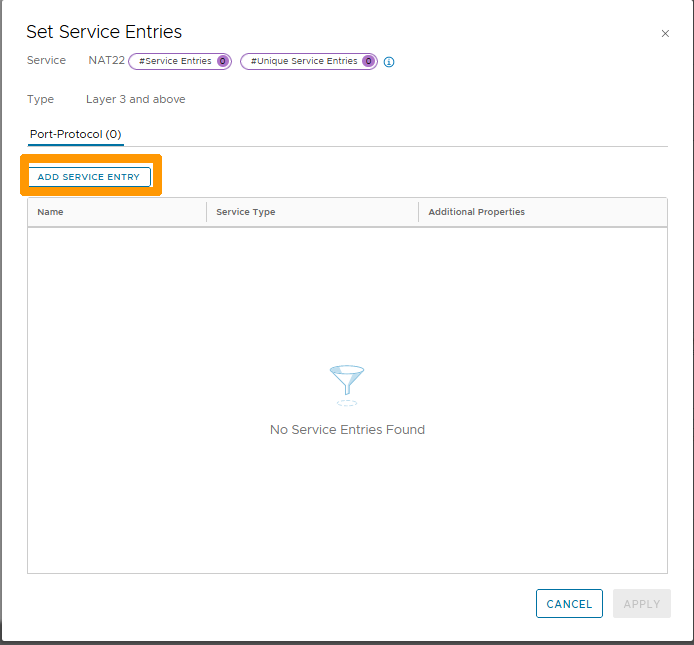 Set Service Entries
Service NAT22 #Service Entries 0 #Unique Service Entries 0
Type Layer 3 and above
Port-Protocol (0)
ADD SERVICE ENTRY
Name Service Type Additional Properties
No Service Entries Found
CANCEL APPLY